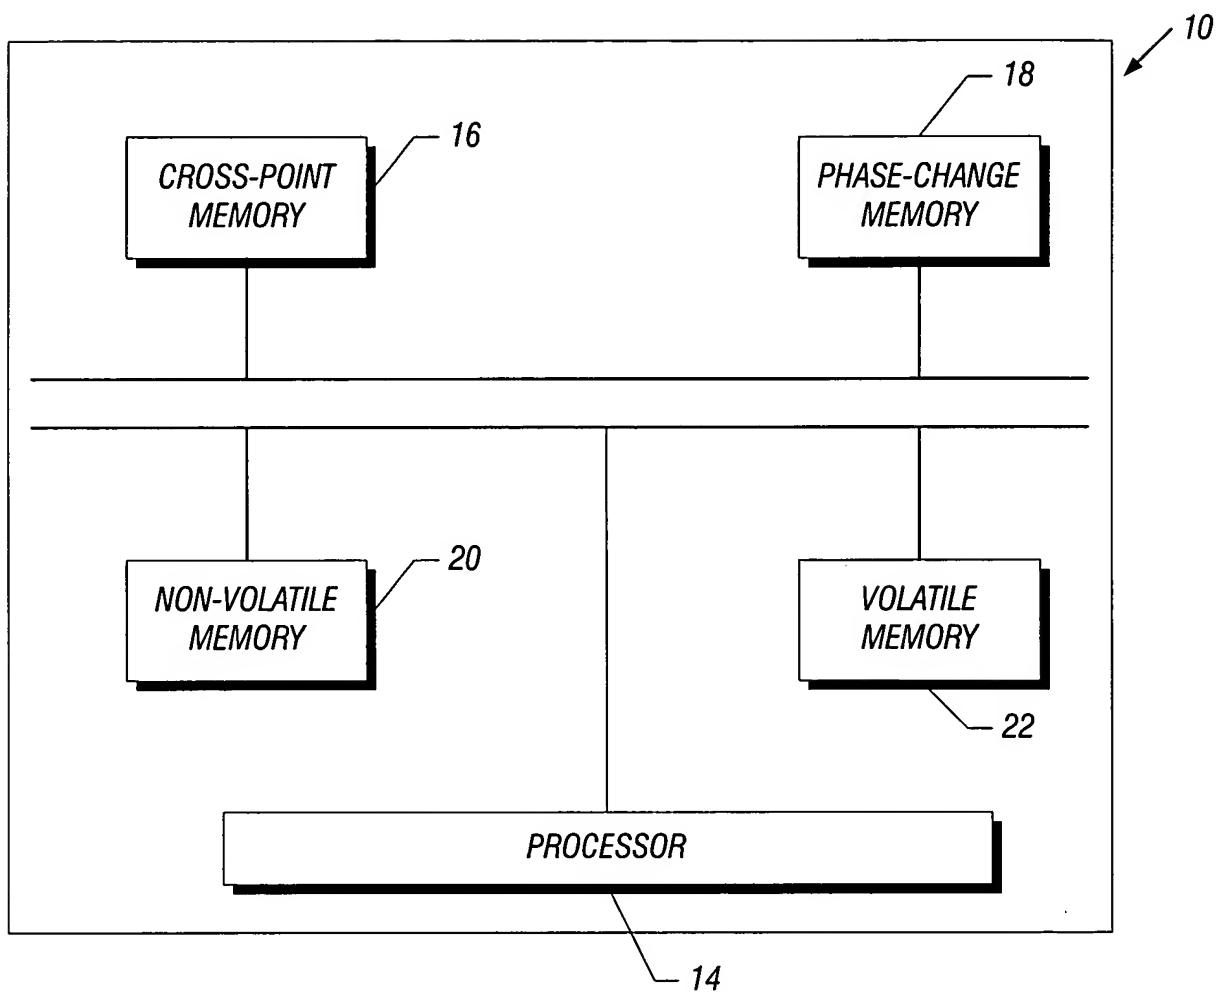 10
18
16
CROSS-POINT
MEMORY
PHASE-CHANGE
MEMORY
20
NON-VOLATILE
MEMORY
VOLATILE
MEMORY
22
PROCESSOR
14